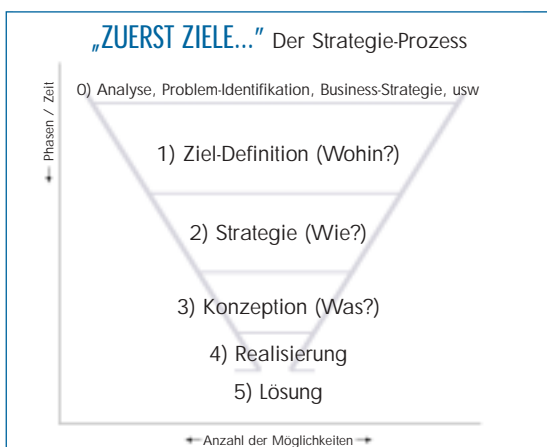 „ZUERST ZIELE...” Der Strategie-Prozess
0) Analyse, Problem-Identifikation, Business-Strategie, usw
1) Ziel-Definition (Wohin?)
2) Strategie (Wie?)
3) Konzeption (Was?)
4) Realisierung
5) Lösung
Phasen / Zeit
Anzahl der Möglichkeiten